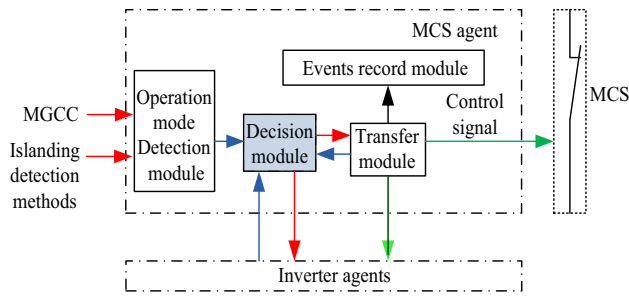 MCS agent
Events record module
MCS
Operation
mode
Detection
module
Decision
module
Transfer
module
Control
signal
MGCC
Islanding
detection
methods
Inverter agents